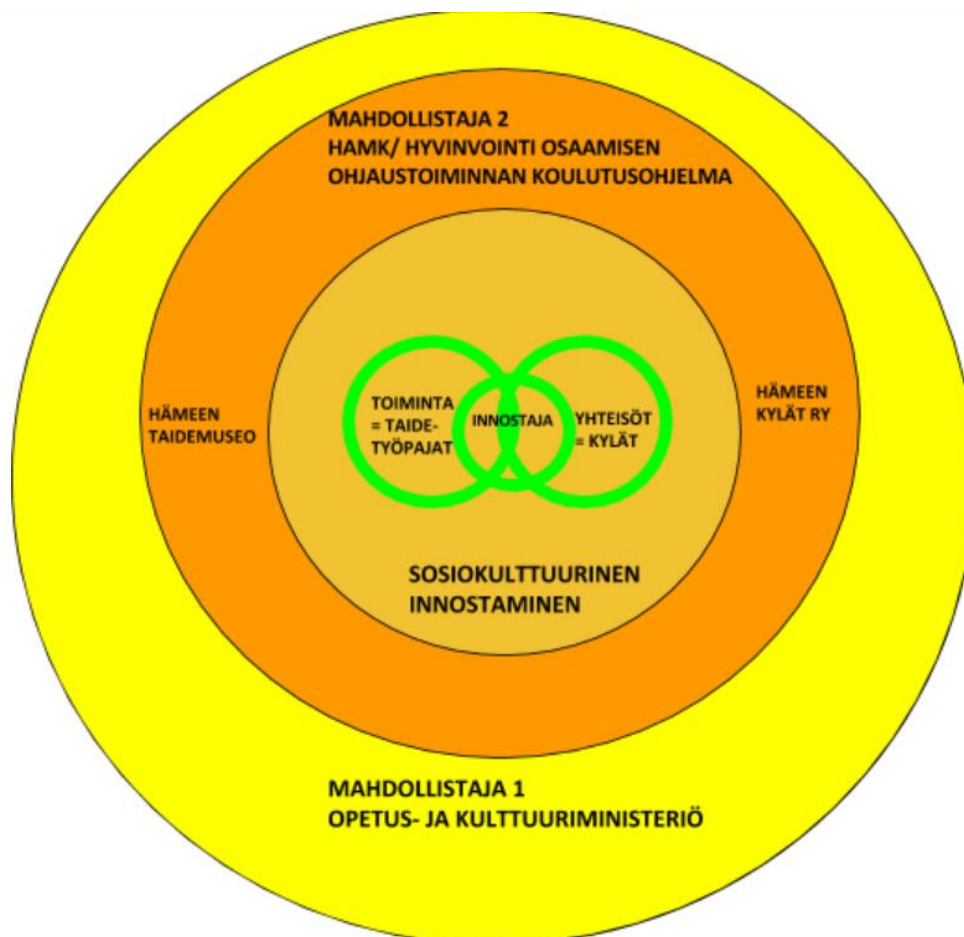 MAHDOLLISTAJA 2
HAMK/ HYVINVOINTI OSAAMISEN
OHJAUSTOIMINNAN KOULUTUSOHJELMA
HÄMEEN
TAIDEMUSEO
TOIMINTA
= TAIDE-
TYÖPAJAT
INNOSTAJA
YHTEISÖT
= KYLÄT
HÄMEEN
KYLÄT RY
SOSIOKULTTUURINEN
INNOSTAMINEN
MAHDOLLISTAJA 1
OPETUS- JA KULTTUURIMINISTERIÖ